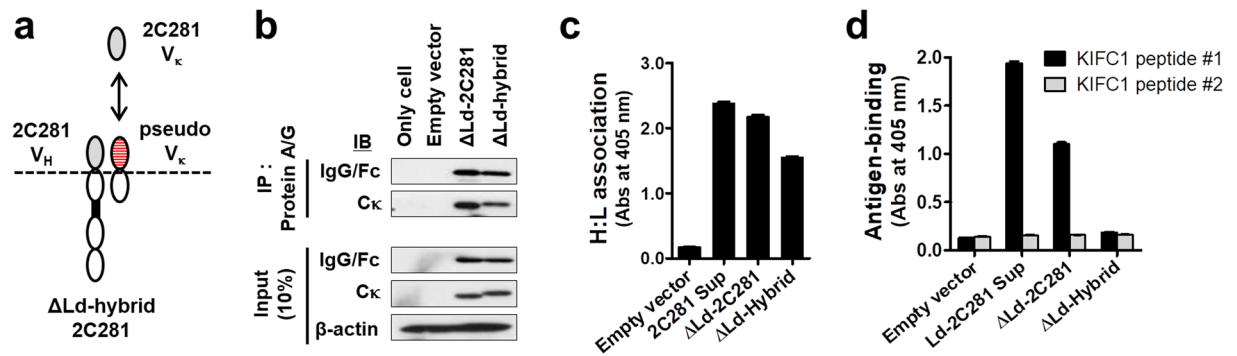 a
2C281
Vκ
2C281
VH
pseudo
Vκ
ΔLd-hybrid
2C281
b
Only cell
Empty vector
ΔLd-2C281
ΔLd-hybrid
IB
IP :
Protein A/G
IgG/Fc
Cκ
Input
(10%)
IgG/Fc
Cκ
β-actin
c
H:L association
(Abs at 405 nm)
3.0
2.0
1.0
0.0
Empty vector
2C281 Sup
ΔLd-2C281
ΔLd-Hybrid
d
Antigen-binding
(Abs at 405 nm)
2.0
1.5
1.0
0.5
0.0
KIFC1 peptide #1
KIFC1 peptide #2
Empty vector
Ld-2C281 Sup
ΔLd-2C281
ΔLd-Hybrid